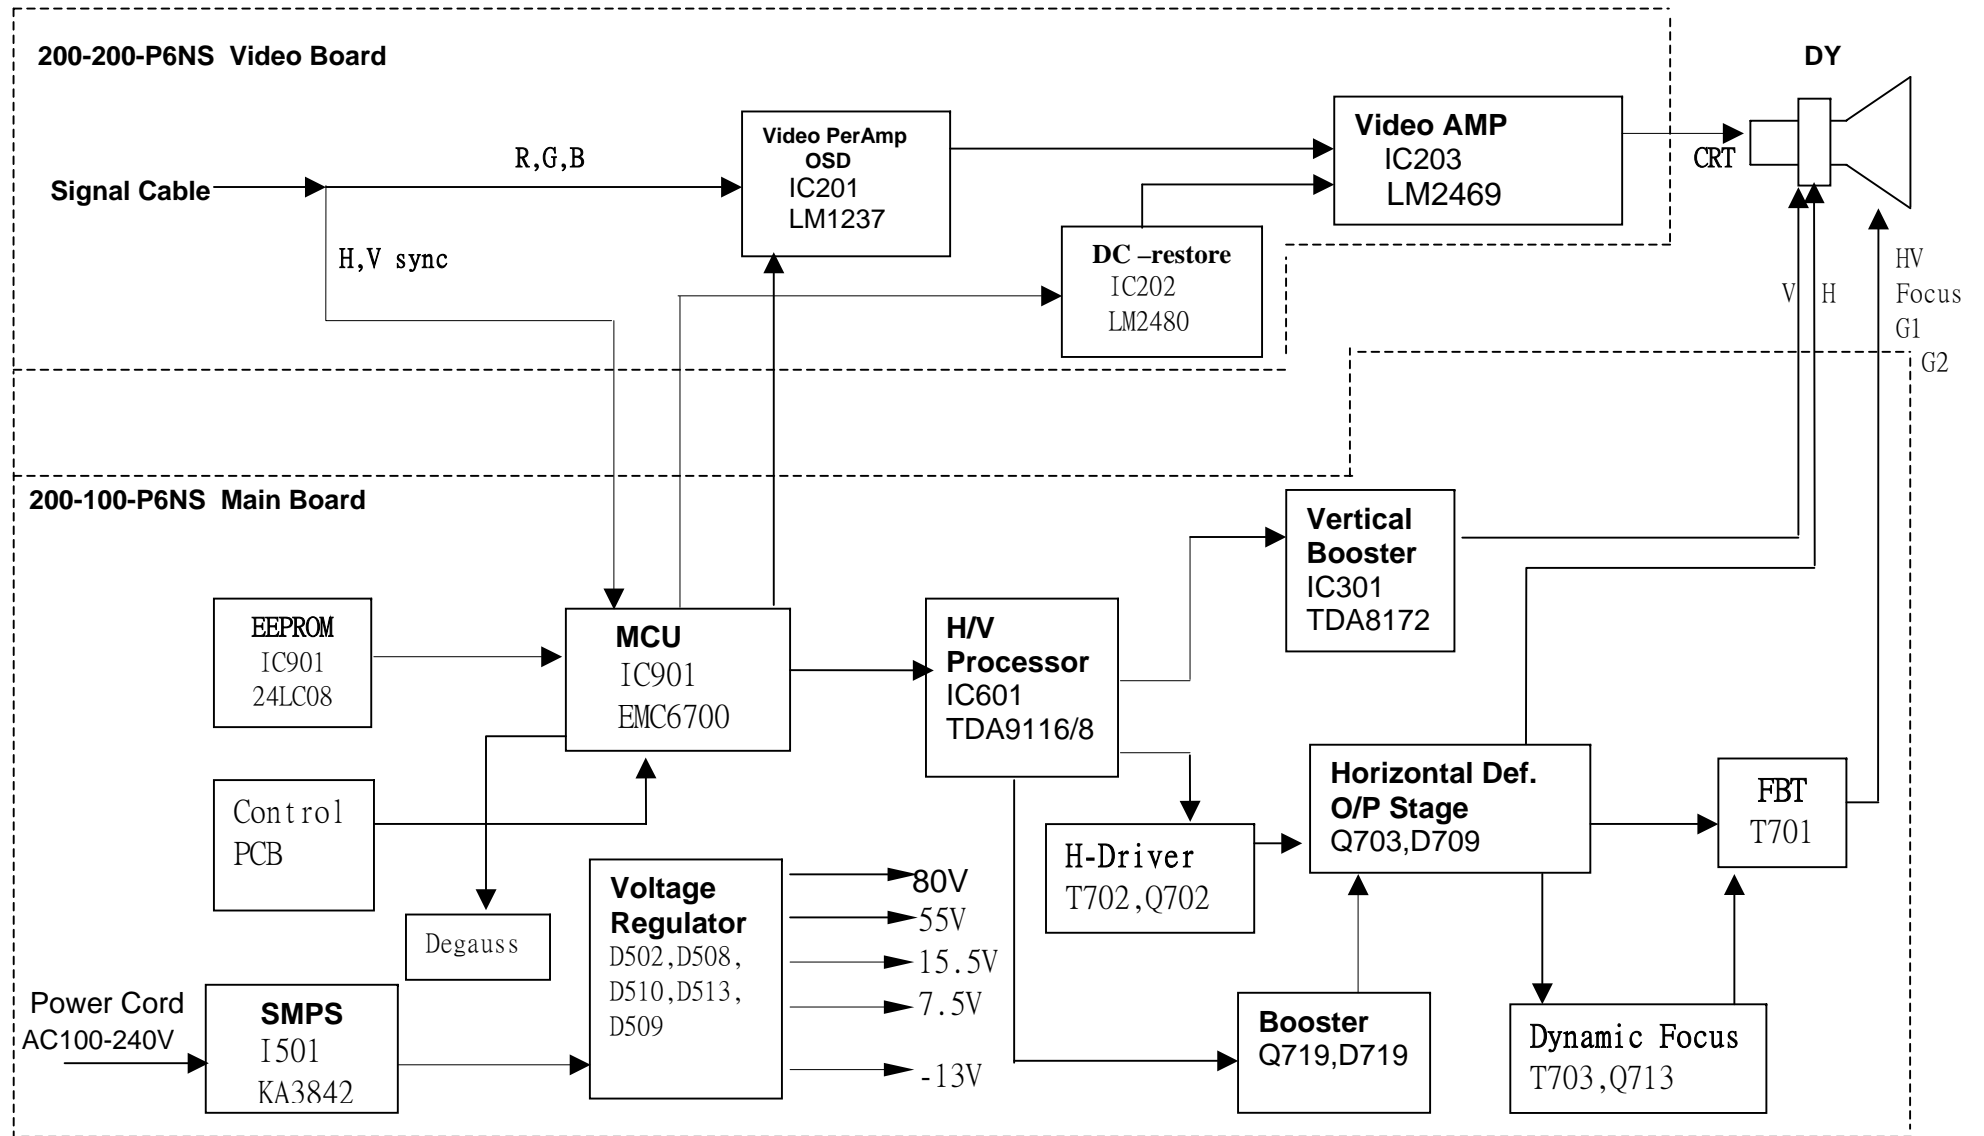 200-200-P6NS Video Board
DY
Signal Cable
R,G,B
H,V sync
Video PerAmp
OSD
IC201
LM1237
Video AMP
IC203
LM2469
CRT
DC –restore
IC202
LM2480
V
H
HV
Focus
G1
G2
200-100-P6NS Main Board
EEPROM
IC901
24LC08
MCU
IC901
EMC6700
H/V
Processor
IC601
TDA9116/8
Vertical
Booster
IC301
TDA8172
Control
PCB
Degauss
Voltage
Regulator
D502,D508,
D510,D513,
D509
80V
55V
15.5V
7.5V
-13V
H-Driver
T702,Q702
Horizontal Def.
O/P Stage
Q703,D709
FBT
T701
Power Cord
AC100-240V
SMPS
I501
KA3842
Booster
Q719,D719
Dynamic Focus
T703,Q713